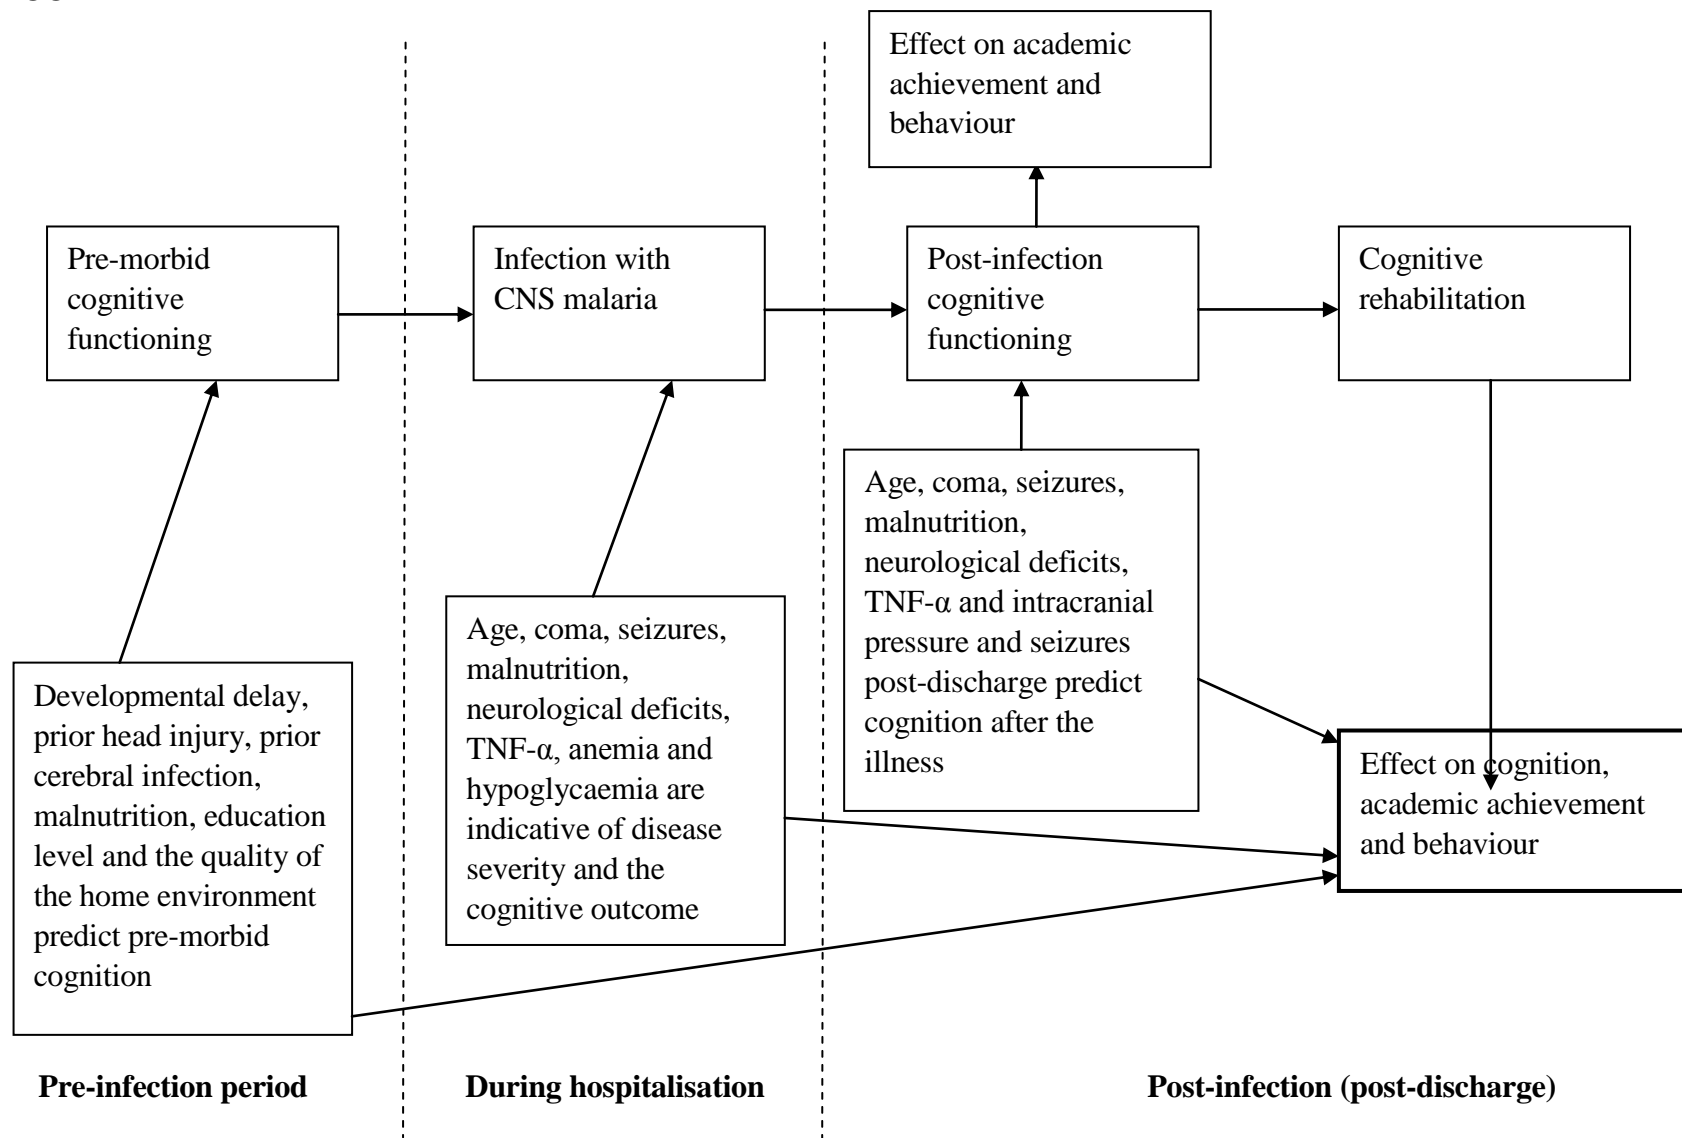 Effect on academic
achievement and
behaviour
Pre-morbid
cognitive
functioning
Infection with
CNS malaria
Post-infection
cognitive
functioning
Cognitive
rehabilitation
Developmental delay,
prior head injury, prior
cerebral infection,
malnutrition, education
level and the quality of
the home environment
predict pre-morbid
cognition
Age, coma, seizures,
malnutrition,
neurological deficits,
TNF-α, anemia and
hypoglycaemia are
indicative of disease
severity and the
cognitive outcome
Age, coma, seizures,
malnutrition,
neurological deficits,
TNF-α and intracranial
pressure and seizures
post-discharge predict
cognition after the
illness
Effect on cognition,
academic achievement
and behaviour
Pre-infection period
During hospitalisation
Post-infection (post-discharge)